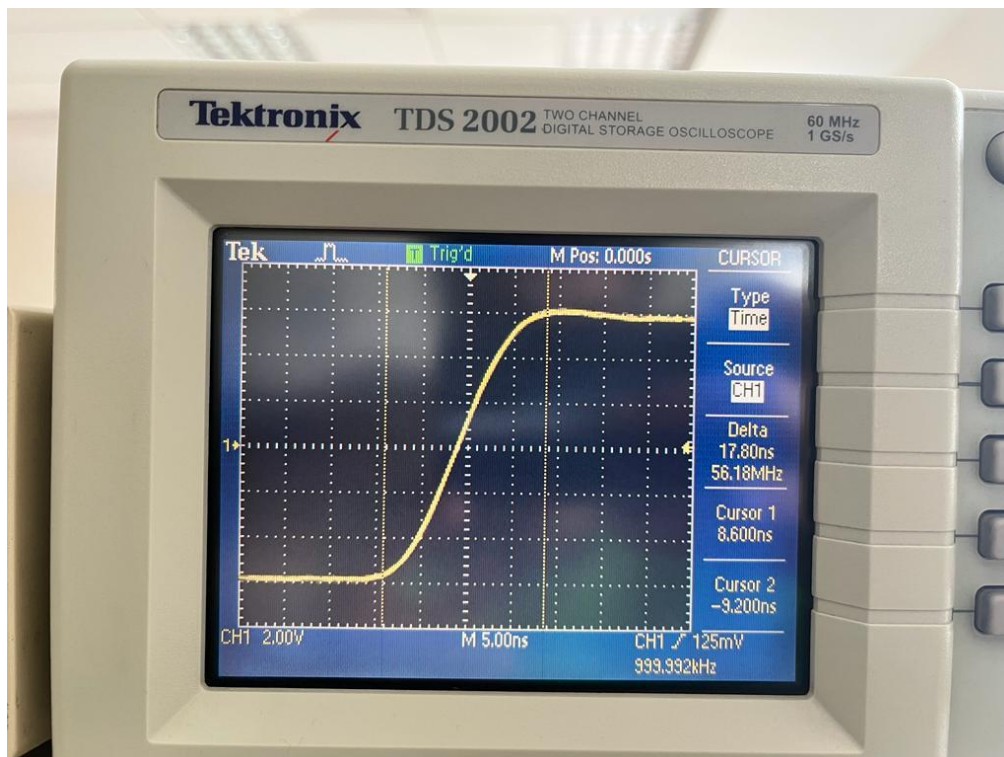 Tektronix TDS 2002 TWO CHANNEL DIGITAL STORAGE OSCILLOSCOPE
60 MHz
1 GS/s
Tek T Trig'd M Pos: 0.000s CURSOR
Type
Time
Source
CH1
Delta
17.80ns
56.18MHz
1
Cursor 1
8.600ns
Cursor 2
-9.200ns
CH1 2.00V M 5.00ns CH1 125mV
999.992kHz